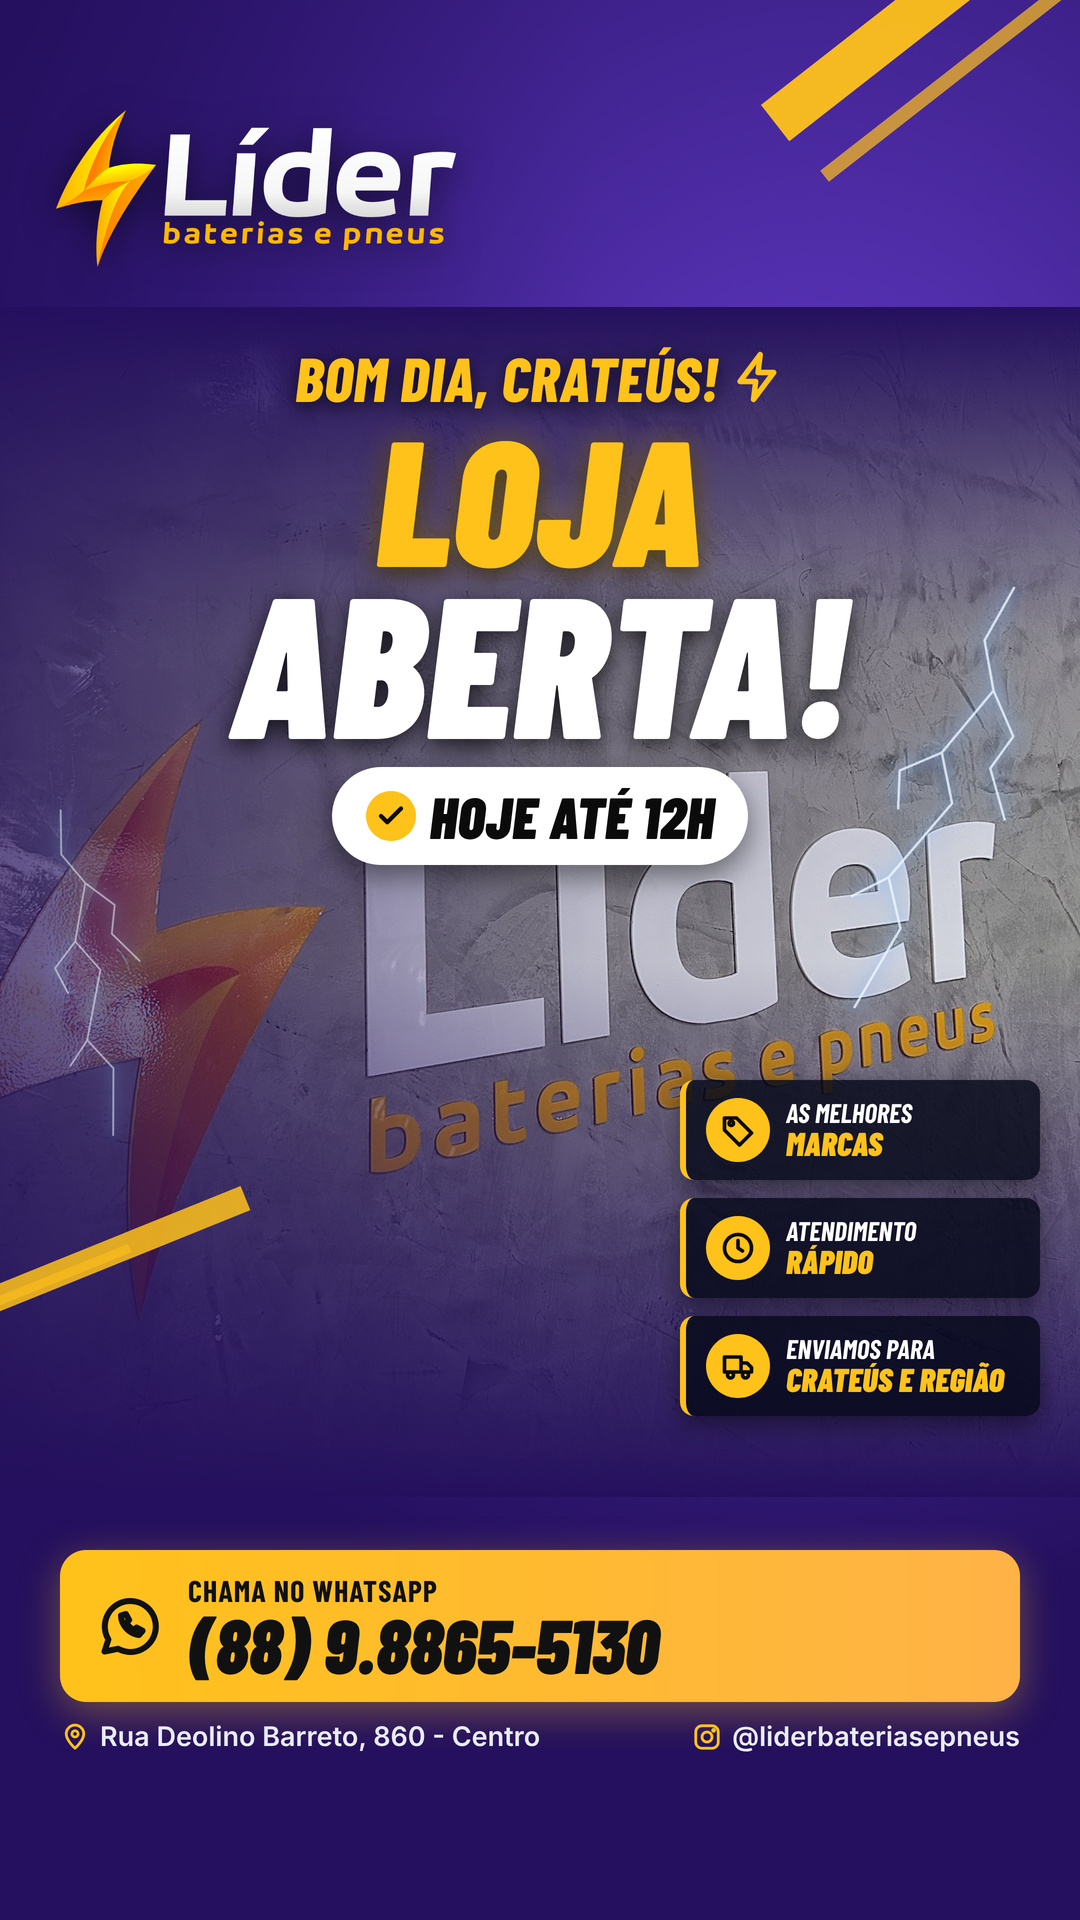 Líder
baterias e pneus
BOM DIA, CRATEÚS!
LOJA
ABERTA!
HOJE ATÉ 12H
Líder
baterias e pneus
AS MELHORES
MARCAS
ATENDIMENTO
RÁPIDO
ENVIAMOS PARA
CRATEÚS E REGIÃO
CHAMA NO WHATSAPP
(88) 9.8865-5130
Rua Deolino Barreto, 860 - Centro
@liderbateriasepneus